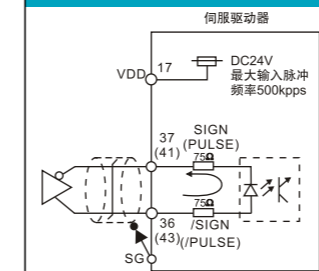 伺服驱动器
VDD
17
DC24V
最大输入脉冲
频率500kpps
37
(41)
SIGN
(PULSE)
75Ω
75Ω
36
(43)
/SIGN
(/PULSE)
SG